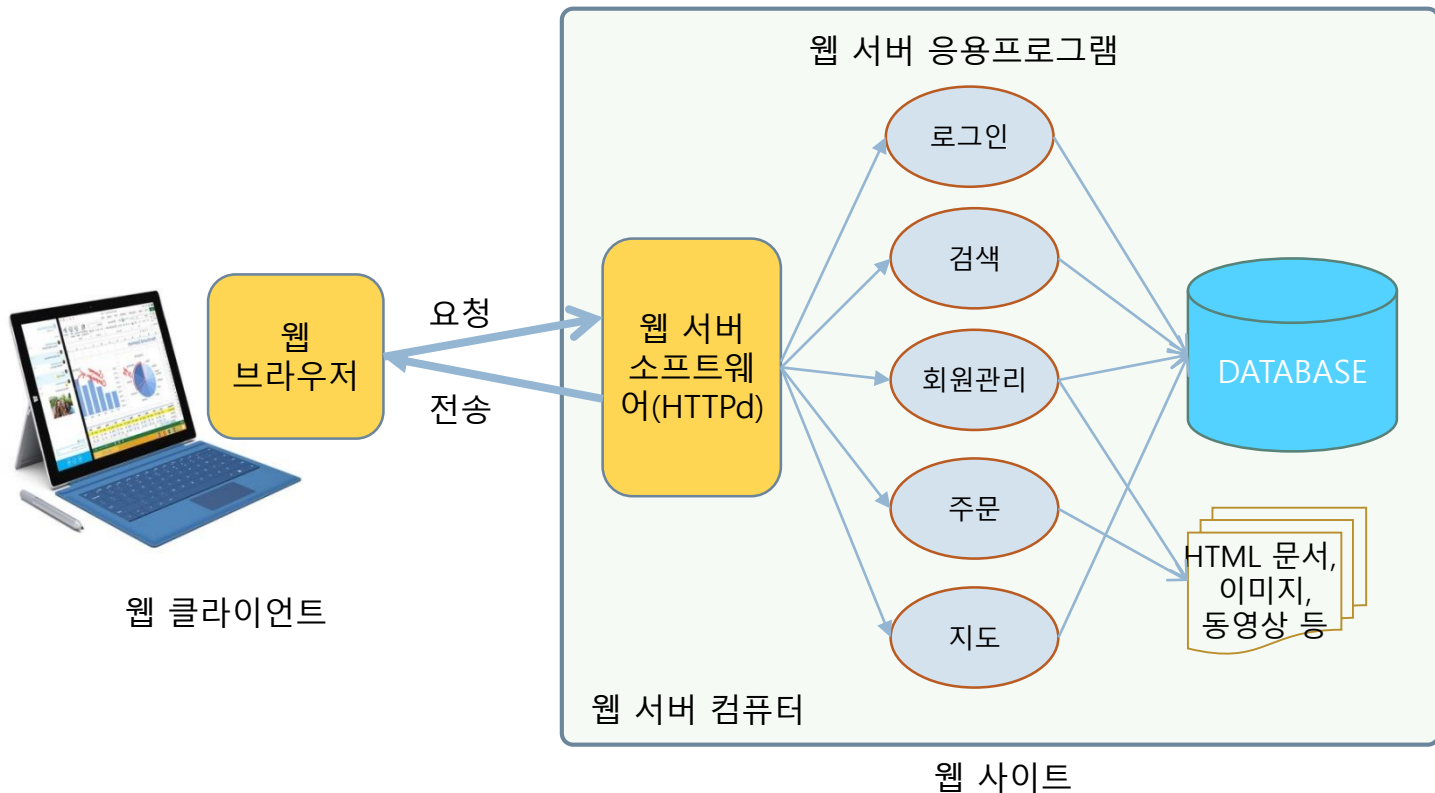 웹 서버 응용프로그램
로그인
검색
웹
브라우저
요청
전송
웹 서버
소프트웨
어(HTTPd)
회원관리
DATABASE
주문
HTML 문서,
이미지,
동영상 등
지도
웹 클라이언트
웹 서버 컴퓨터
웹 사이트